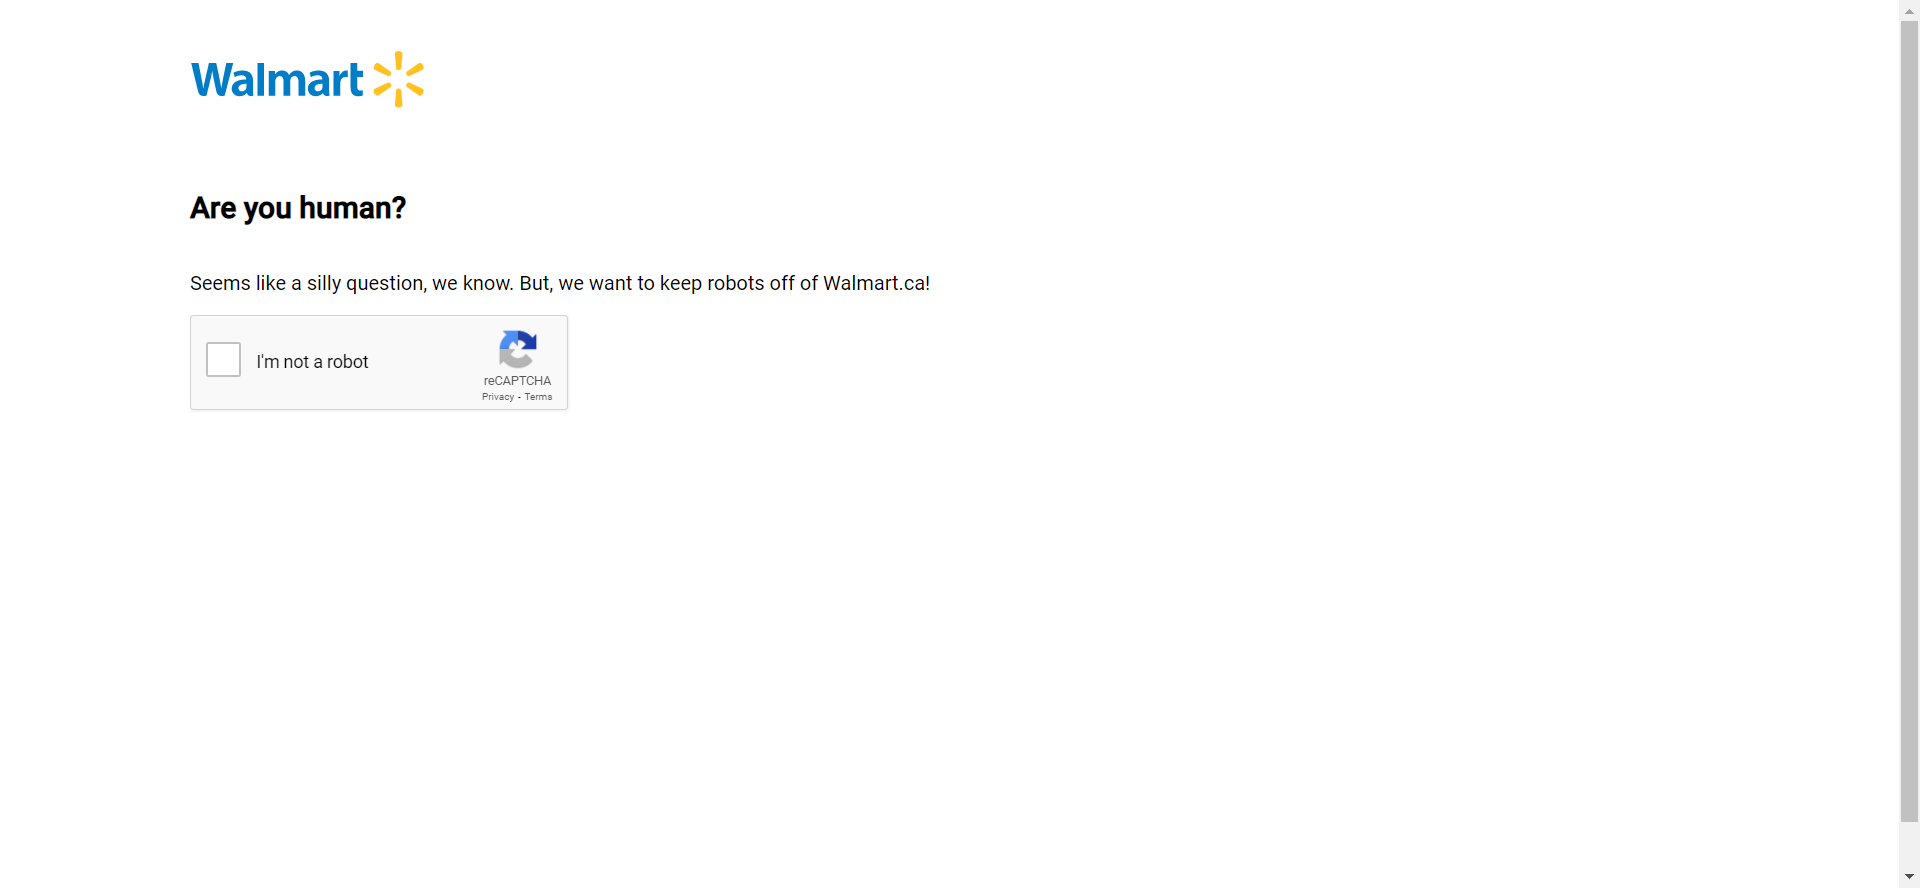 Walmart
Are you human?
Seems like a silly question, we know. But, we want to keep robots off of Walmart.ca!
I'm not a robot
reCAPTCHA
Privacy - Terms